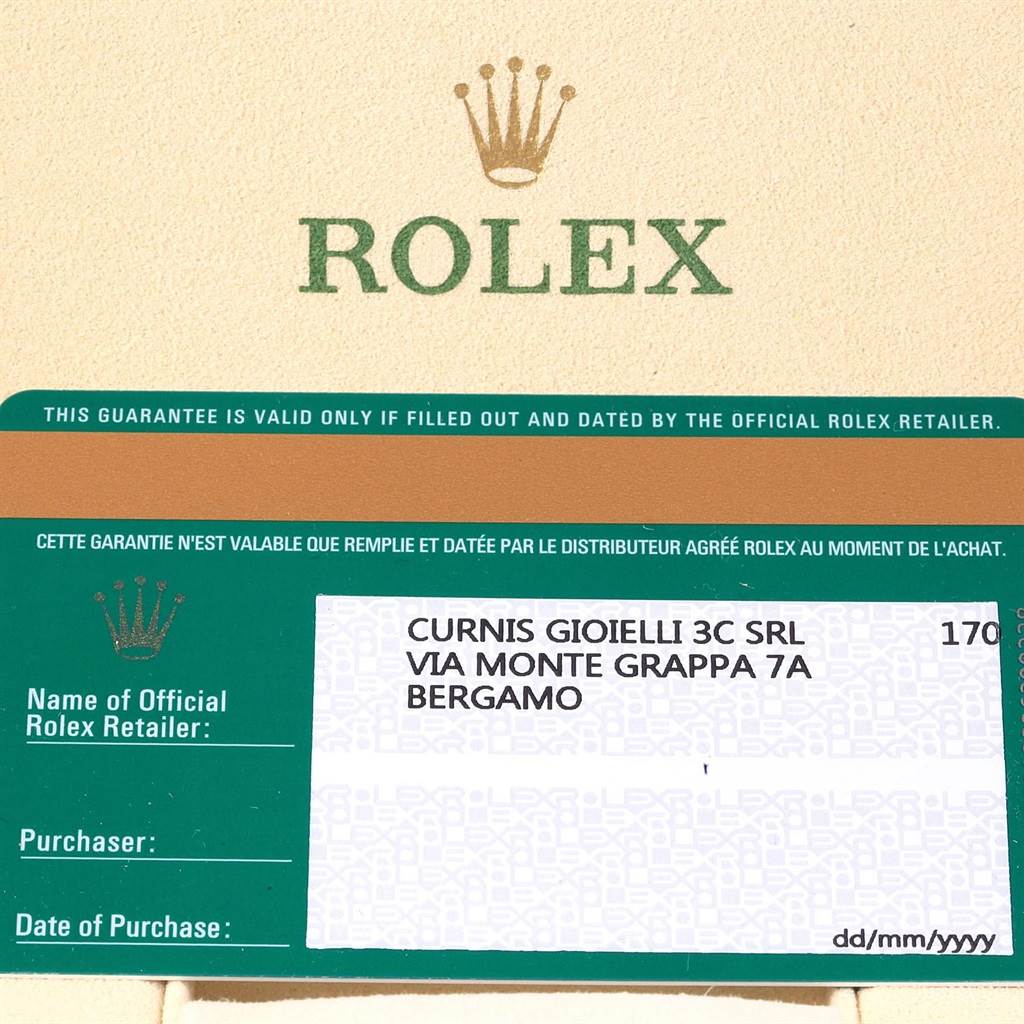 ROLEX
THIS GUARANTEE IS VALID ONLY IF FILLED OUT AND DATED BY THE OFFICIAL ROLEX RETAILER.
CETTE GARANTIE N'EST VALABLE QUE REMPLIE ET DATÉE PAR LE DISTRIBUTEUR AGRÉÉ ROLEX AU MOMENT DE L'ACHAT.
CURNIS GIOIELLI 3C SRL 170
VIA MONTE GRAPPA 7A
BERGAMO
Name of Official
Rolex Retailer:
Purchaser:
Date of Purchase:
dd/mm/yyyy